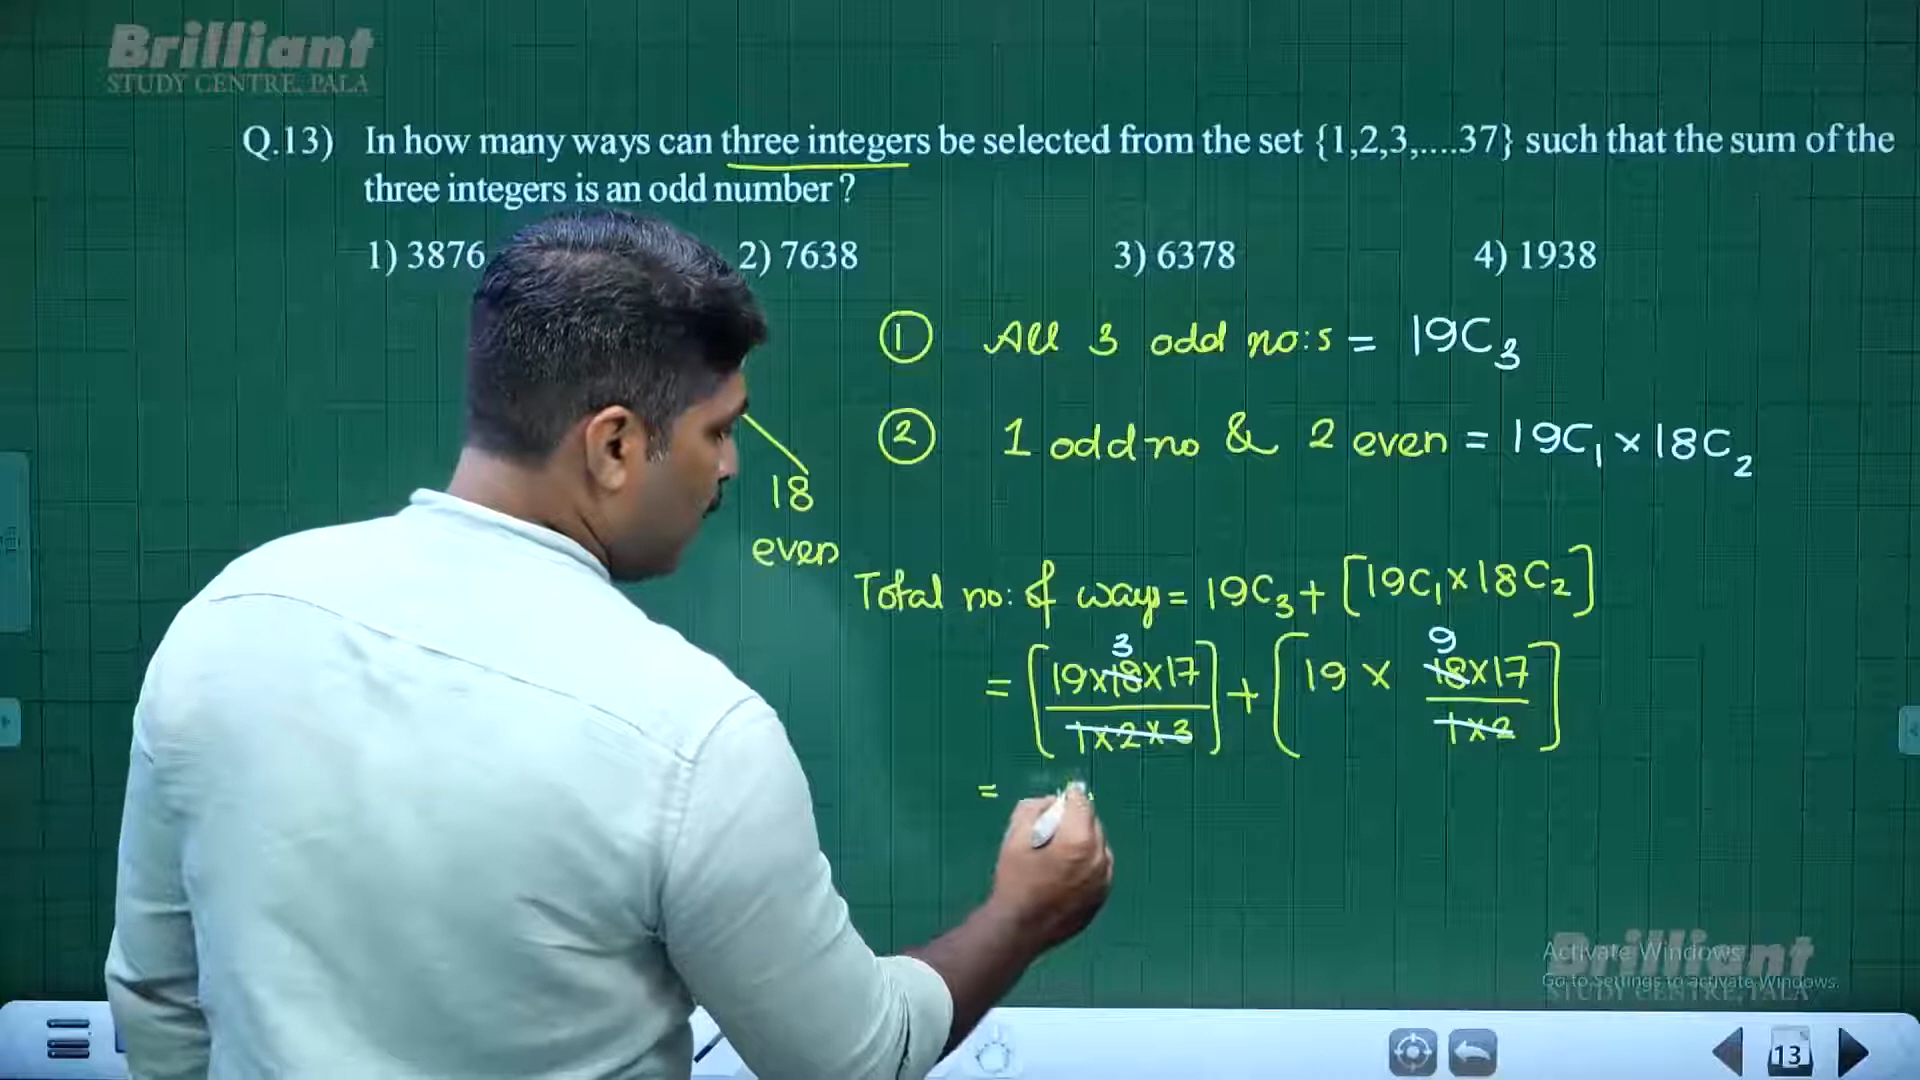 Brilliant
STUDY CENTRE, PALA
Q.13) In how many ways can three integers be selected from the set {1,2,3,....37} such that the sum of the
three integers is an odd number ?
1) 3876 2) 7638 3) 6378 4) 1938
① All 3 odd no:s = 19C₃
② 1 odd no & 2 even = 19C₁ × 18C₂
18
even
Total no: of ways = 19C₃ + [19C₁ × 18C₂]
3 9
= [19×18×17 / 1×2×3] + [19 × 18×17 / 1×2]
=
Brilliant
STUDY CENTRE, PALA
Activate Windows
Go to Settings to activate Windows.
13